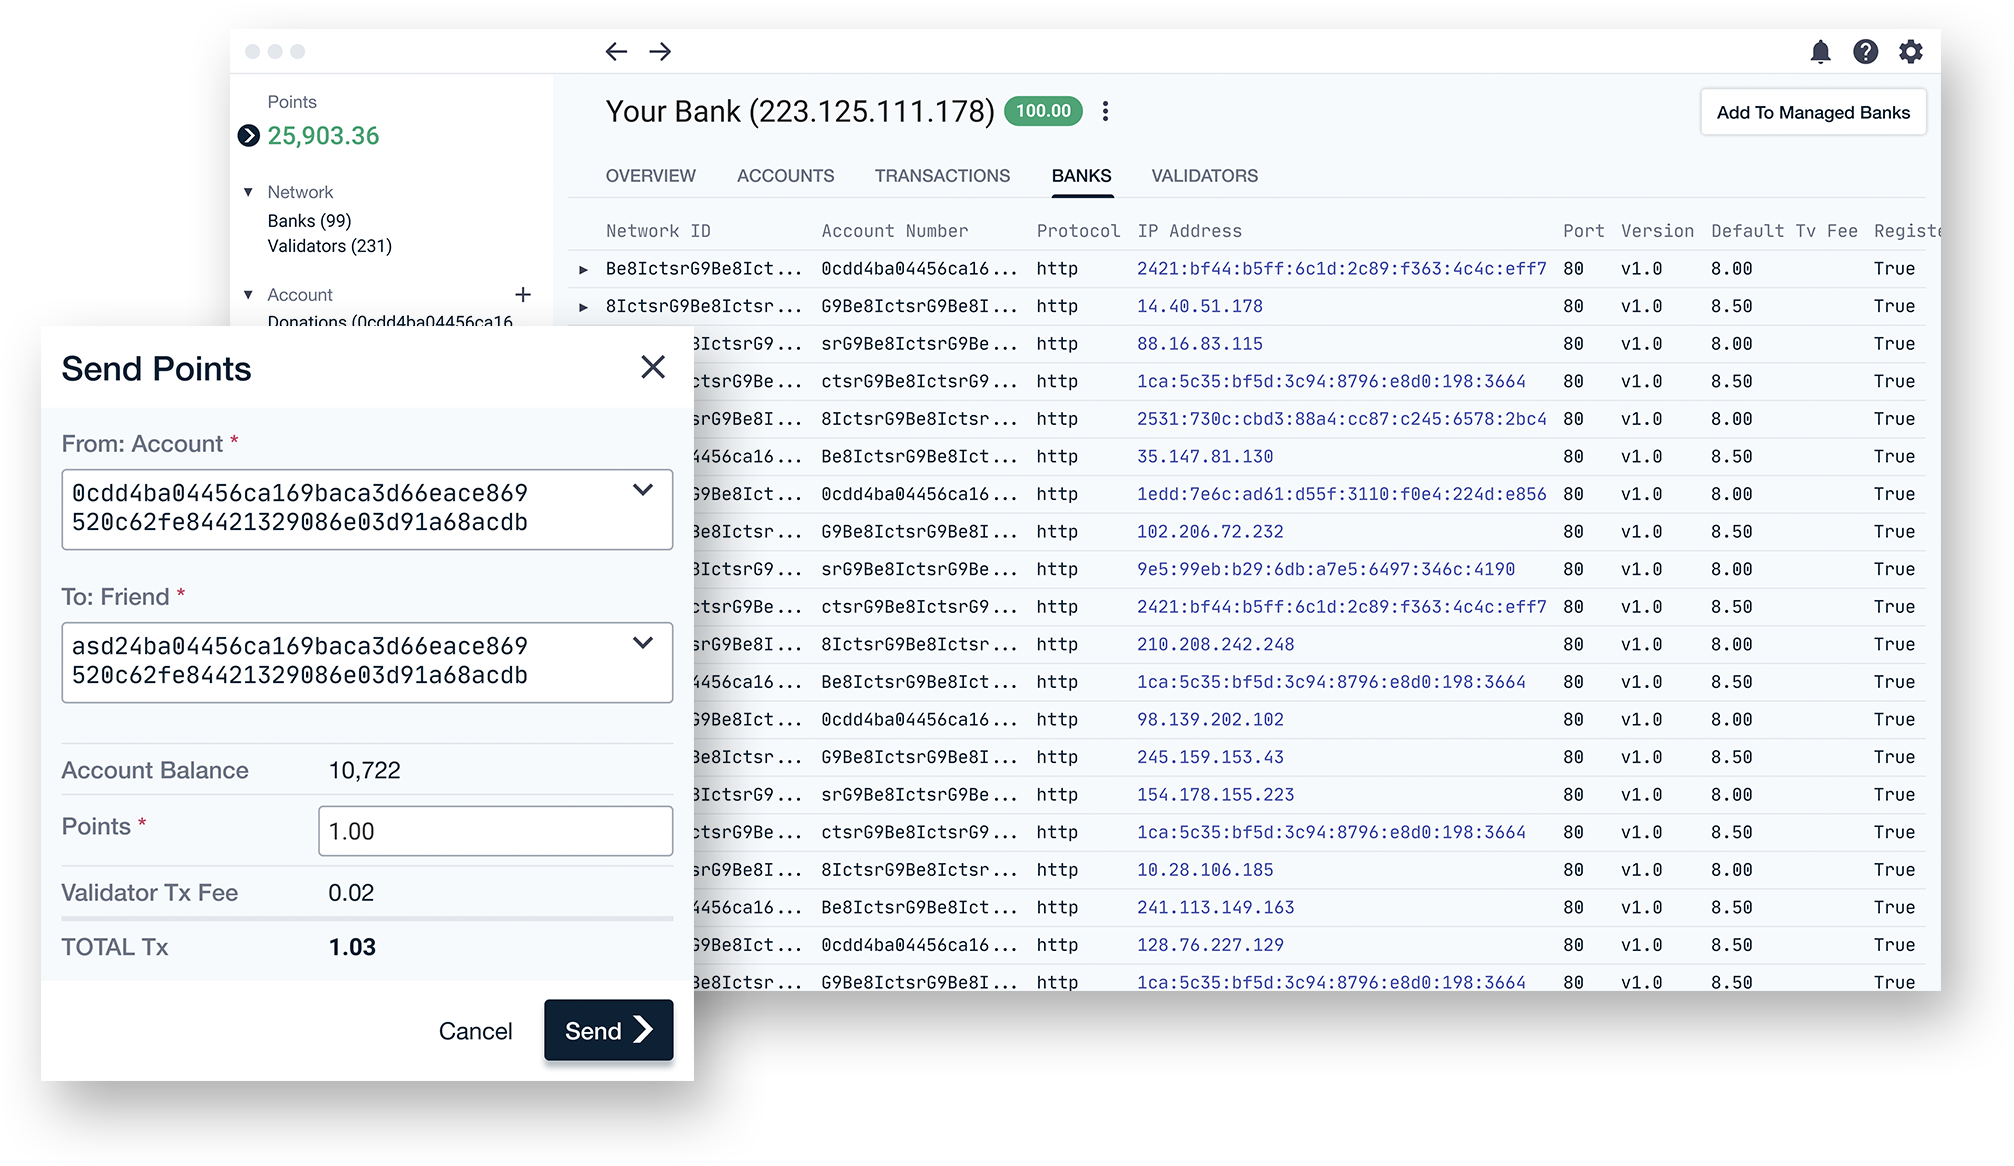 Points
25,903.36
Network
Banks (99)
Validators (231)
Account
Donations (0cdd4ba04456ca16
Your Bank (223.125.111.178) 100.00
Add To Managed Banks
OVERVIEW ACCOUNTS TRANSACTIONS BANKS VALIDATORS
Network ID Account Number Protocol IP Address Port Version Default Tv Fee Registe
Be8IctsrG9Be8Ict... 0cdd4ba04456ca16... http 2421:bf44:b5ff:6c1d:2c89:f363:4c4c:eff7 80 v1.0 8.00 True
8IctsrG9Be8Ictsr... G9Be8IctsrG9Be8I... http 14.40.51.178 80 v1.0 8.50 True
8IctsrG9... srG9Be8IctsrG9Be... http 88.16.83.115 80 v1.0 8.00 True
ctsrG9Be... ctsrG9Be8IctsrG9... http 1ca:5c35:bf5d:3c94:8796:e8d0:198:3664 80 v1.0 8.50 True
srG9Be8I... 8IctsrG9Be8Ictsr... http 2531:730c:cbd3:88a4:cc87:c245:6578:2bc4 80 v1.0 8.00 True
4456ca16... Be8IctsrG9Be8Ict... http 35.147.81.130 80 v1.0 8.50 True
G9Be8Ict... 0cdd4ba04456ca16... http 1edd:7e6c:ad61:d55f:3110:f0e4:224d:e856 80 v1.0 8.00 True
Be8Ictsr... G9Be8IctsrG9Be8I... http 102.206.72.232 80 v1.0 8.50 True
8IctsrG9... srG9Be8IctsrG9Be... http 9e5:99eb:b29:6db:a7e5:6497:346c:4190 80 v1.0 8.00 True
ctsrG9Be... ctsrG9Be8IctsrG9... http 2421:bf44:b5ff:6c1d:2c89:f363:4c4c:eff7 80 v1.0 8.50 True
srG9Be8I... 8IctsrG9Be8Ictsr... http 210.208.242.248 80 v1.0 8.00 True
4456ca16... Be8IctsrG9Be8Ict... http 1ca:5c35:bf5d:3c94:8796:e8d0:198:3664 80 v1.0 8.50 True
G9Be8Ict... 0cdd4ba04456ca16... http 98.139.202.102 80 v1.0 8.00 True
Be8Ictsr... G9Be8IctsrG9Be8I... http 245.159.153.43 80 v1.0 8.50 True
8IctsrG9... srG9Be8IctsrG9Be... http 154.178.155.223 80 v1.0 8.00 True
ctsrG9Be... ctsrG9Be8IctsrG9... http 1ca:5c35:bf5d:3c94:8796:e8d0:198:3664 80 v1.0 8.50 True
srG9Be8I... 8IctsrG9Be8Ictsr... http 10.28.106.185 80 v1.0 8.00 True
4456ca16... Be8IctsrG9Be8Ict... http 241.113.149.163 80 v1.0 8.50 True
G9Be8Ict... 0cdd4ba04456ca16... http 128.76.227.129 80 v1.0 8.50 True
Be8Ictsr... G9Be8IctsrG9Be8I... http 1ca:5c35:bf5d:3c94:8796:e8d0:198:3664 80 v1.0 8.50 True
Send Points
From: Account *
0cdd4ba04456ca169baca3d66eace869
520c62fe84421329086e03d91a68acdb
To: Friend *
asd24ba04456ca169baca3d66eace869
520c62fe84421329086e03d91a68acdb
Account Balance 10,722
Points * 1.00
Validator Tx Fee 0.02
TOTAL Tx 1.03
Cancel Send